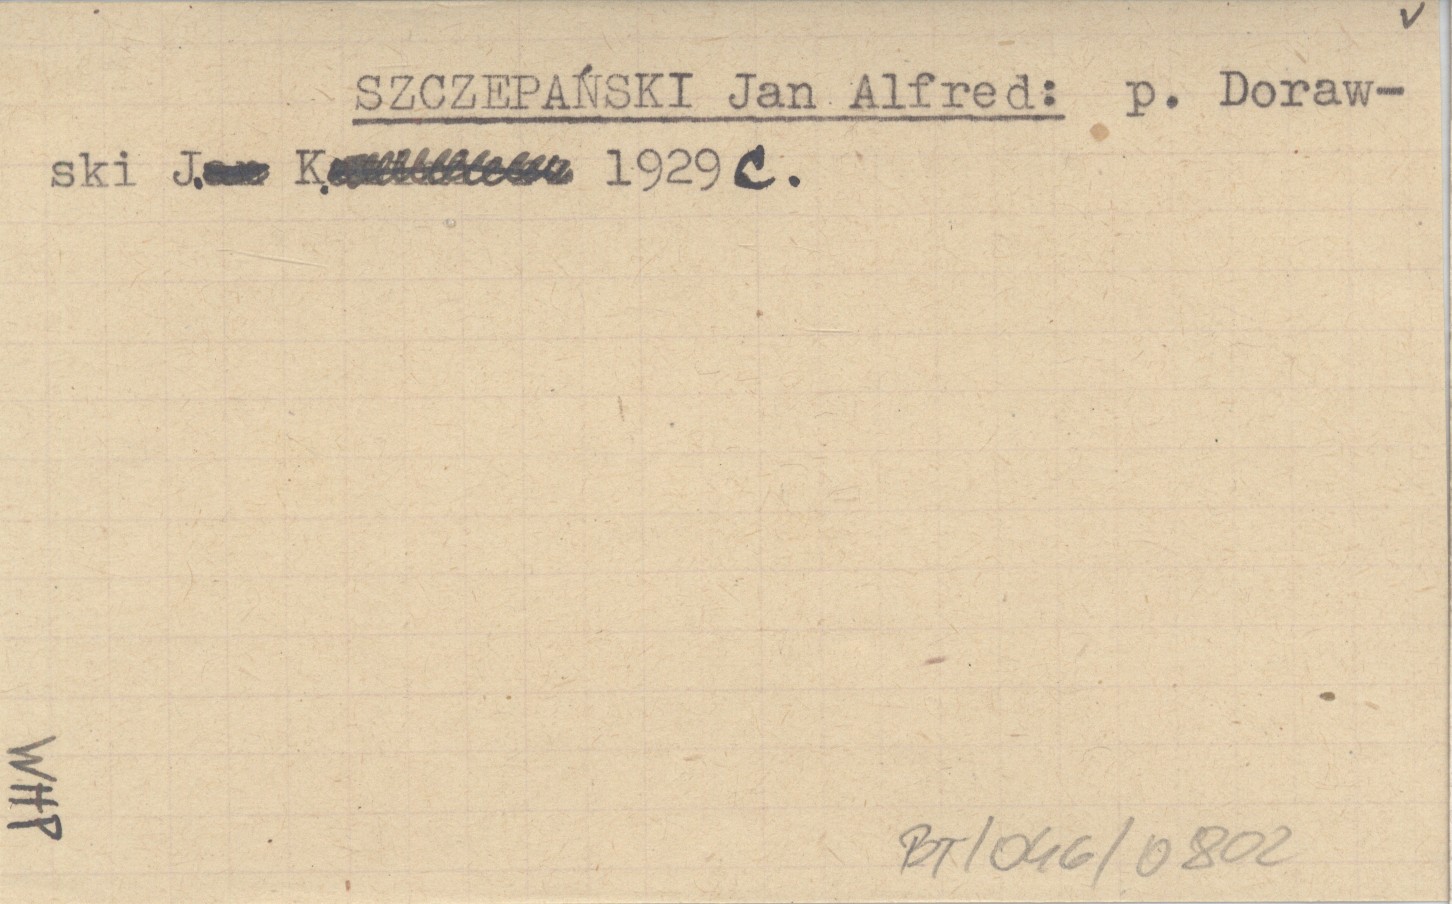 v
SZCZEPAŃSKI Jan Alfred: p. Doraw-
ski J. K. 1929 c.
WHP
BT/046/0802